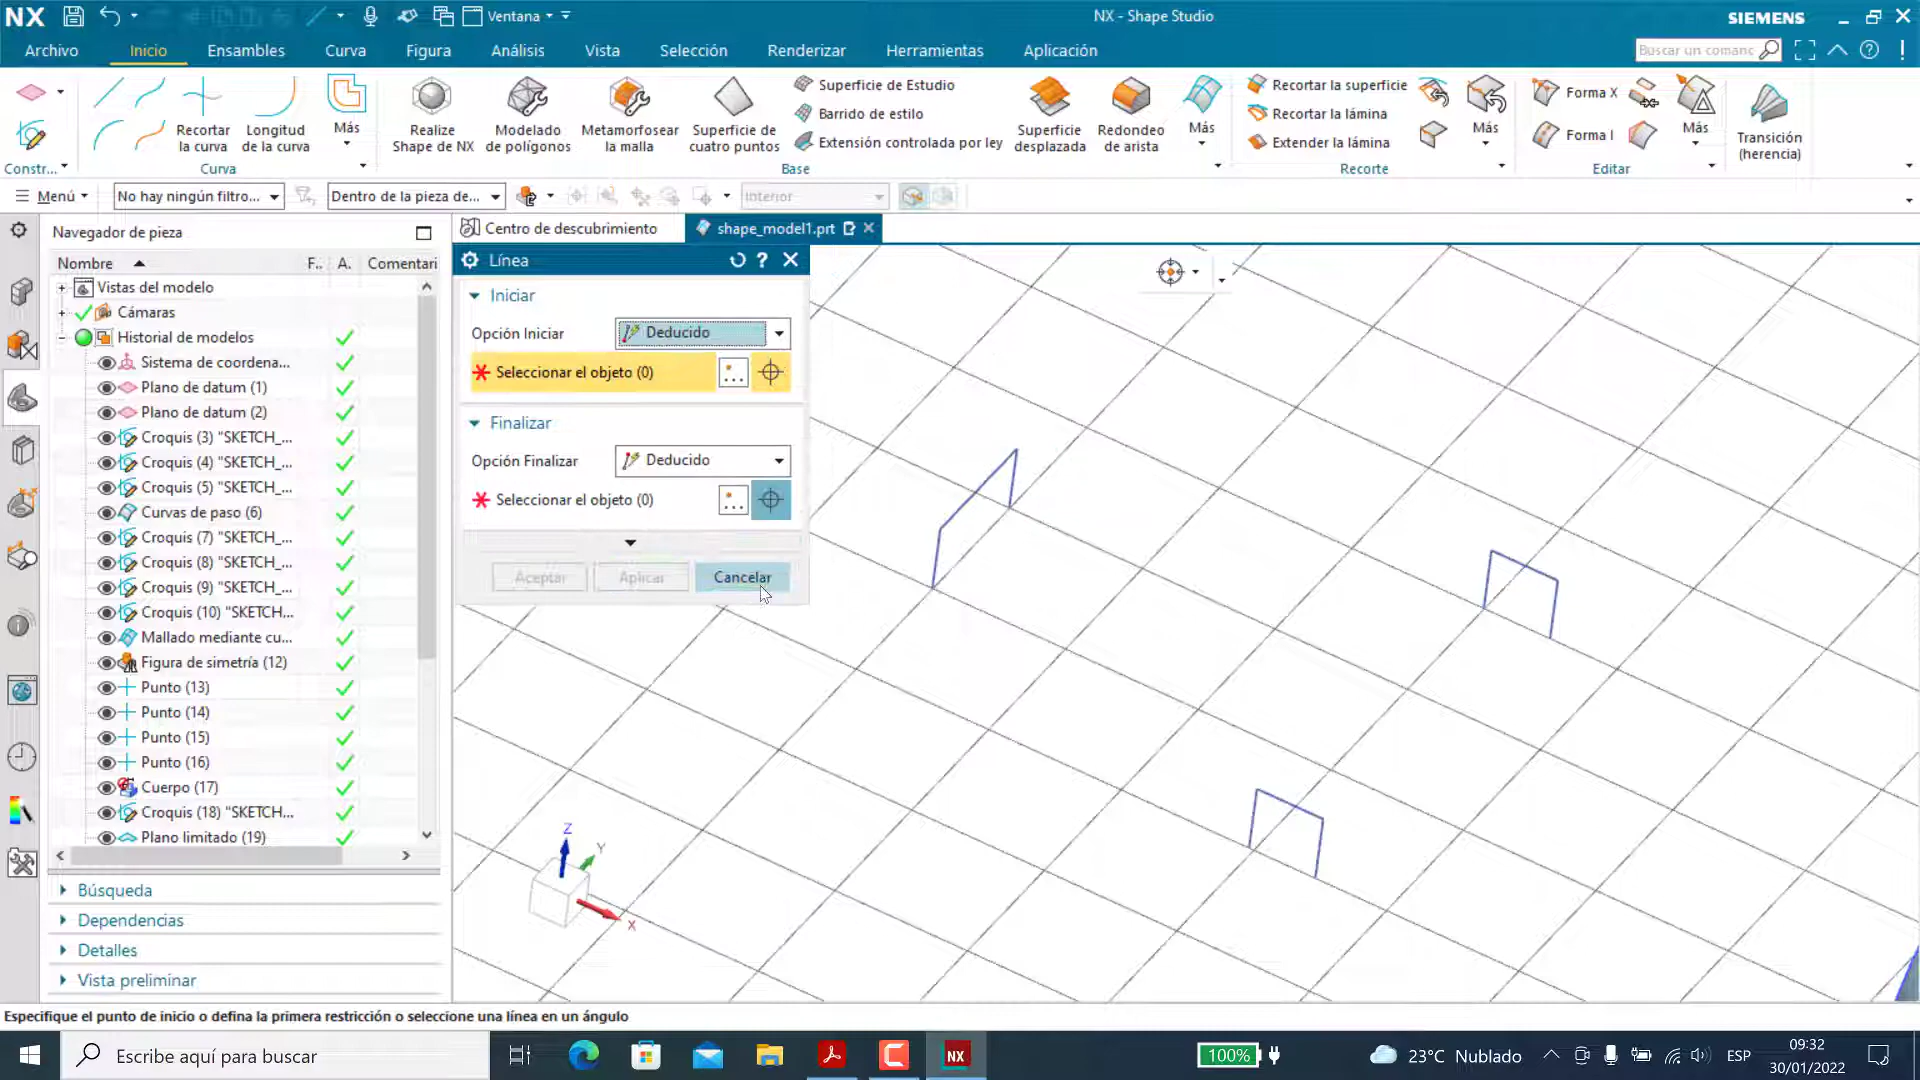 NX
Ventana
NX - Shape Studio
SIEMENS
Archivo
Inicio
Ensambles
Curva
Figura
Análisis
Vista
Selección
Renderizar
Herramientas
Aplicación
Buscar un comanc
Constr...
Recortar
la curva
Longitud
de la curva
Más
Curva
Realize
Shape de NX
Modelado
de polígonos
Metamorfosear
la malla
Superficie de
cuatro puntos
Superficie de Estudio
Barrido de estilo
Extensión controlada por ley
Superficie
desplazada
Redondeo
de arista
Más
Base
Recortar la superficie
Recortar la lámina
Extender la lámina
Más
Recorte
Forma X
Forma I
Más
Editar
Transición
(herencia)
Menú
No hay ningún filtro...
Dentro de la pieza de...
Interior
Navegador de pieza
Nombre
F..
A.
Comentari
Vistas del modelo
Cámaras
Historial de modelos
Sistema de coordena...
Plano de datum (1)
Plano de datum (2)
Croquis (3) "SKETCH_...
Croquis (4) "SKETCH_...
Croquis (5) "SKETCH_...
Curvas de paso (6)
Croquis (7) "SKETCH_...
Croquis (8) "SKETCH_...
Croquis (9) "SKETCH_...
Croquis (10) "SKETCH...
Mallado mediante cu...
Figura de simetría (12)
Punto (13)
Punto (14)
Punto (15)
Punto (16)
Cuerpo (17)
Croquis (18) "SKETCH...
Plano limitado (19)
Búsqueda
Dependencias
Detalles
Vista preliminar
Centro de descubrimiento
shape_model1.prt
Línea
Iniciar
Opción Iniciar
Deducido
Seleccionar el objeto (0)
Finalizar
Opción Finalizar
Deducido
Seleccionar el objeto (0)
Aceptar
Aplicar
Cancelar
Z
Y
X
Especifique el punto de inicio o defina la primera restricción o seleccione una línea en un ángulo
Escribe aquí para buscar
NX
100%
23°C Nublado
ESP
09:32
30/01/2022